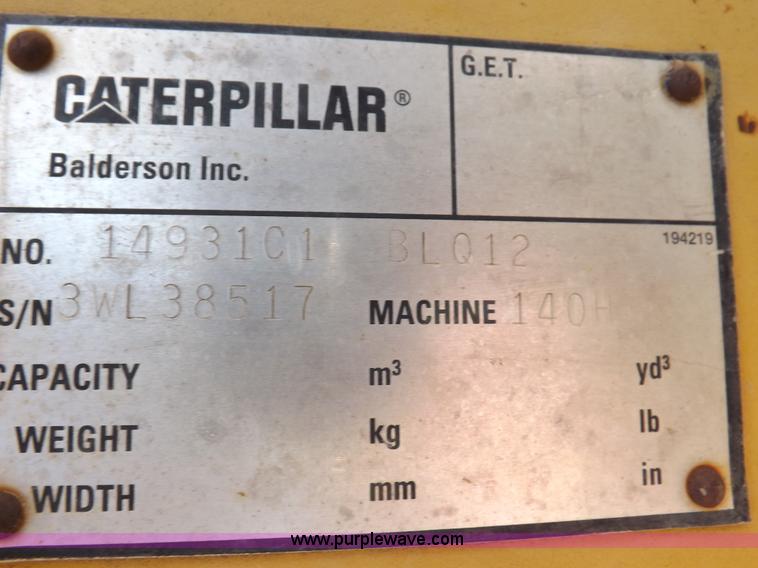 CATERPILLAR®
Balderson Inc.
G.E.T.
NO. 14931C1 BLQ12
194219
S/N 3WL38517 MACHINE 140H
CAPACITY m³ yd³
WEIGHT kg lb
WIDTH mm in
www.purplewave.com